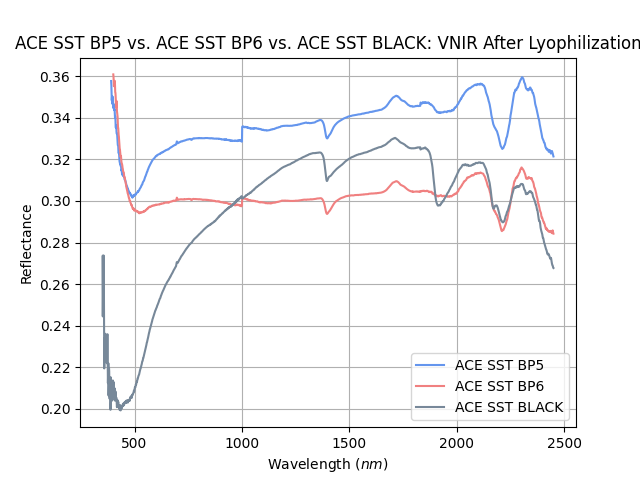 ACE SST BP5 vs. ACE SST BP6 vs. ACE SST BLACK: VNIR After Lyophilization
0.36
0.34
0.32
0.30
0.28
0.26
0.24
0.22
0.20
Reflectance
ACE SST BP5
ACE SST BP6
ACE SST BLACK
500
1000
1500
2000
2500
Wavelength (nm)